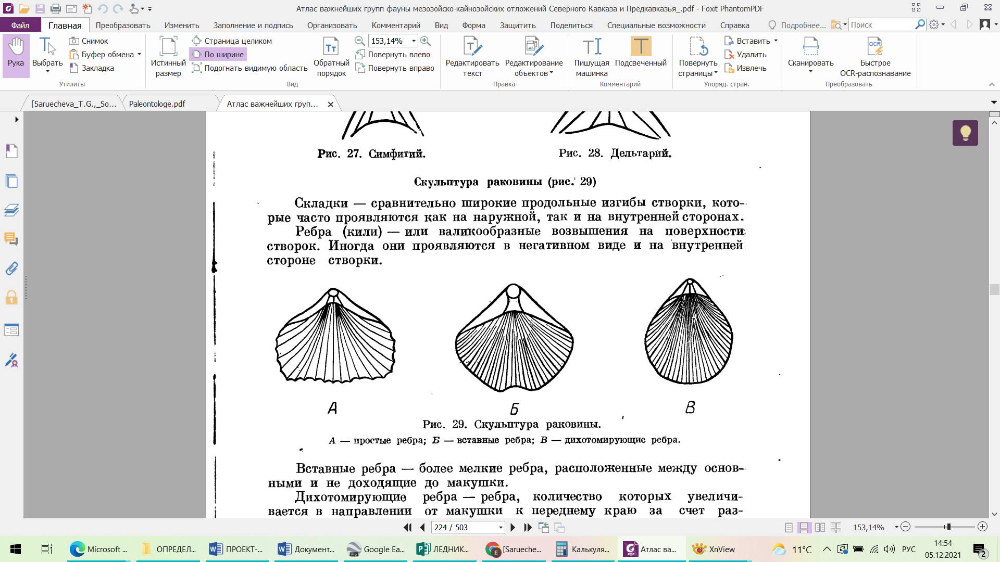 Атлас важнейших групп фауны мезозойско-кайнозойских отложений Северного Кавказа и Предкавказья_.pdf - Foxit PhantomPDF
Файл Главная Преобразовать Изменить Заполнение и подпись Организовать Комментарий Вид Форма Защитить Поделиться Специальные возможности Справка Подробнее... Поиск
Рука
Выбрать
Снимок
Буфер обмена
Закладка
Утилиты
Истинный
размер
Страница целиком
По ширине
Подогнать видимую область
Обратный
порядок
153,14%
Повернуть влево
Повернуть вправо
Вид
Редактировать
текст
Редактирование
объектов
Правка
Пишущая
машинка
Подсвеченный
Комментарий
Повернуть
страницы
Вставить
Удалить
Извлечь
Упоряд. стран.
Сканировать
Быстрое
OCR-распознавание
Преобразовать
[Saruecheva_T.G.,_So... Paleontologe.pdf Атлас важнейших груп...
Рис. 27. Симфитий. Рис. 28. Дельтарий.
Скульптура раковины (рис. 29)
Складки — сравнительно широкие продольные изгибы створки, кото-
рые часто проявляются как на наружной, так и на внутренней сторонах.
Ребра (кили) — или валикообразные возвышения на поверхности
створок. Иногда они проявляются в негативном виде и на внутренней
стороне створки.
А Б В
Рис. 29. Скульптура раковины.
А — простые ребра; Б — вставные ребра; В — дихотомирующие ребра.
Вставные ребра — более мелкие ребра, расположенные между основ-
ными и не доходящие до макушки.
Дихотомирующие ребра — ребра, количество которых увеличи-
вается в направлении от макушки к переднему краю за счет раз-
224 / 503
153,14%
Microsoft ... ОПРЕДЕЛ... ПРОЕКТ-... Документ... Google Ea... ЛЕДНИК... [Sarueche... Калькуля... Атлас ва... XnView
11°C
РУС
14:54
05.12.2021
2